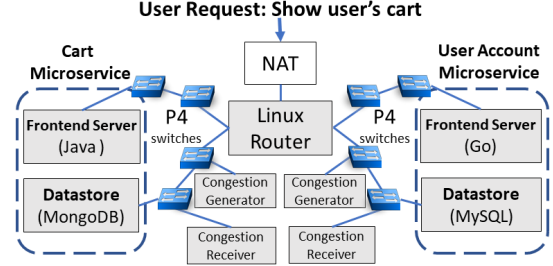 User Request: Show user's cart
Cart
Microservice
User Account
Microservice
NAT
Linux
Router
P4
switches
P4
switches
Frontend Server
(Java )
Frontend Server
(Go)
Datastore
(MongoDB)
Datastore
(MySQL)
Congestion
Generator
Congestion
Generator
Congestion
Receiver
Congestion
Receiver